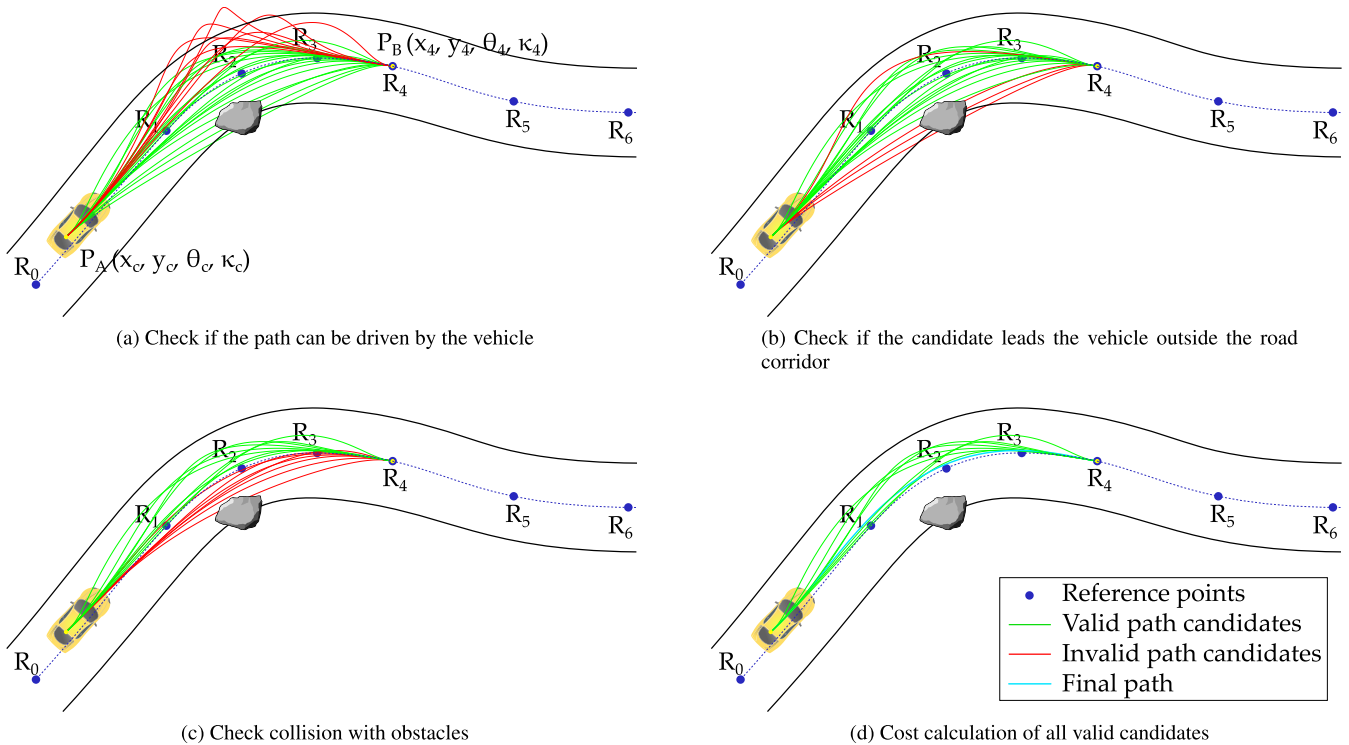 P_B (x_4, y_4, θ_4, κ_4)
R_3
R_2
R_4
R_1
R_5
R_6
P_A (x_c, y_c, θ_c, κ_c)
R_0
(a) Check if the path can be driven by the vehicle
R_3
R_2
R_4
R_1
R_5
R_6
R_0
(b) Check if the candidate leads the vehicle outside the road
corridor
R_3
R_2
R_4
R_1
R_5
R_6
R_0
(c) Check collision with obstacles
R_3
R_2
R_4
R_1
R_5
R_6
R_0
Reference points
Valid path candidates
Invalid path candidates
Final path
(d) Cost calculation of all valid candidates